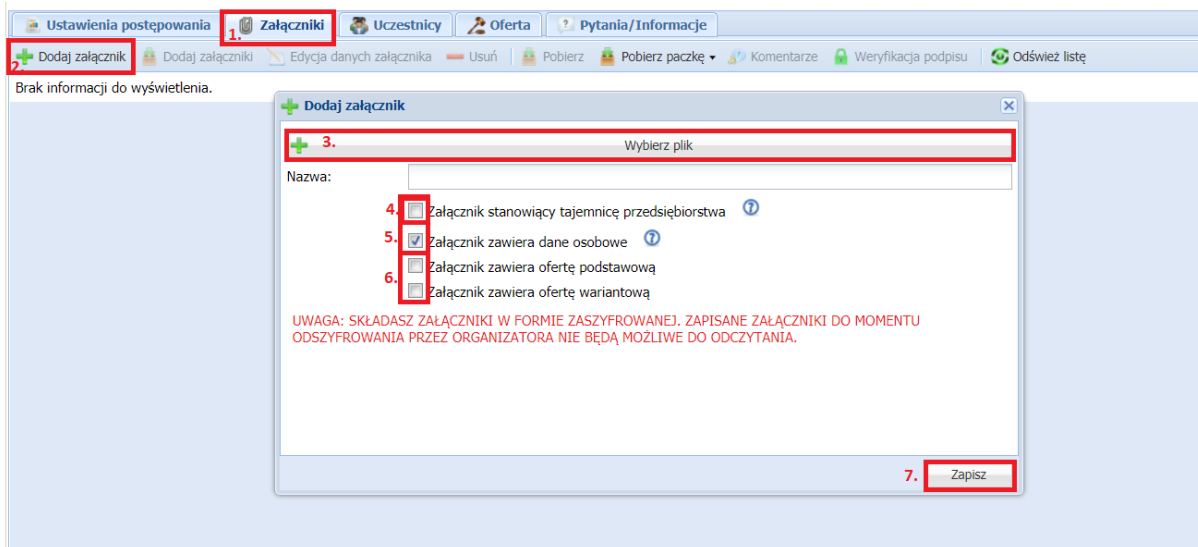 Ustawienia postępowania 1. Załączniki Uczestnicy Oferta Pytania/Informacje
2. Dodaj załącznik Dodaj załączniki Edycja danych załącznika Usuń Pobierz Pobierz paczkę Komentarze Weryfikacja podpisu Odśwież listę
Brak informacji do wyświetlenia.
Dodaj załącznik
3. Wybierz plik
Nazwa:
4. Załącznik stanowiący tajemnicę przedsiębiorstwa ?
5. Załącznik zawiera dane osobowe ?
Załącznik zawiera ofertę podstawową
6.
Załącznik zawiera ofertę wariantową
UWAGA: SKŁADASZ ZAŁĄCZNIKI W FORMIE ZASZYFROWANEJ. ZAPISANE ZAŁĄCZNIKI DO MOMENTU
ODSZYFROWANIA PRZEZ ORGANIZATORA NIE BĘDĄ MOŻLIWE DO ODCZYTANIA.
7. Zapisz